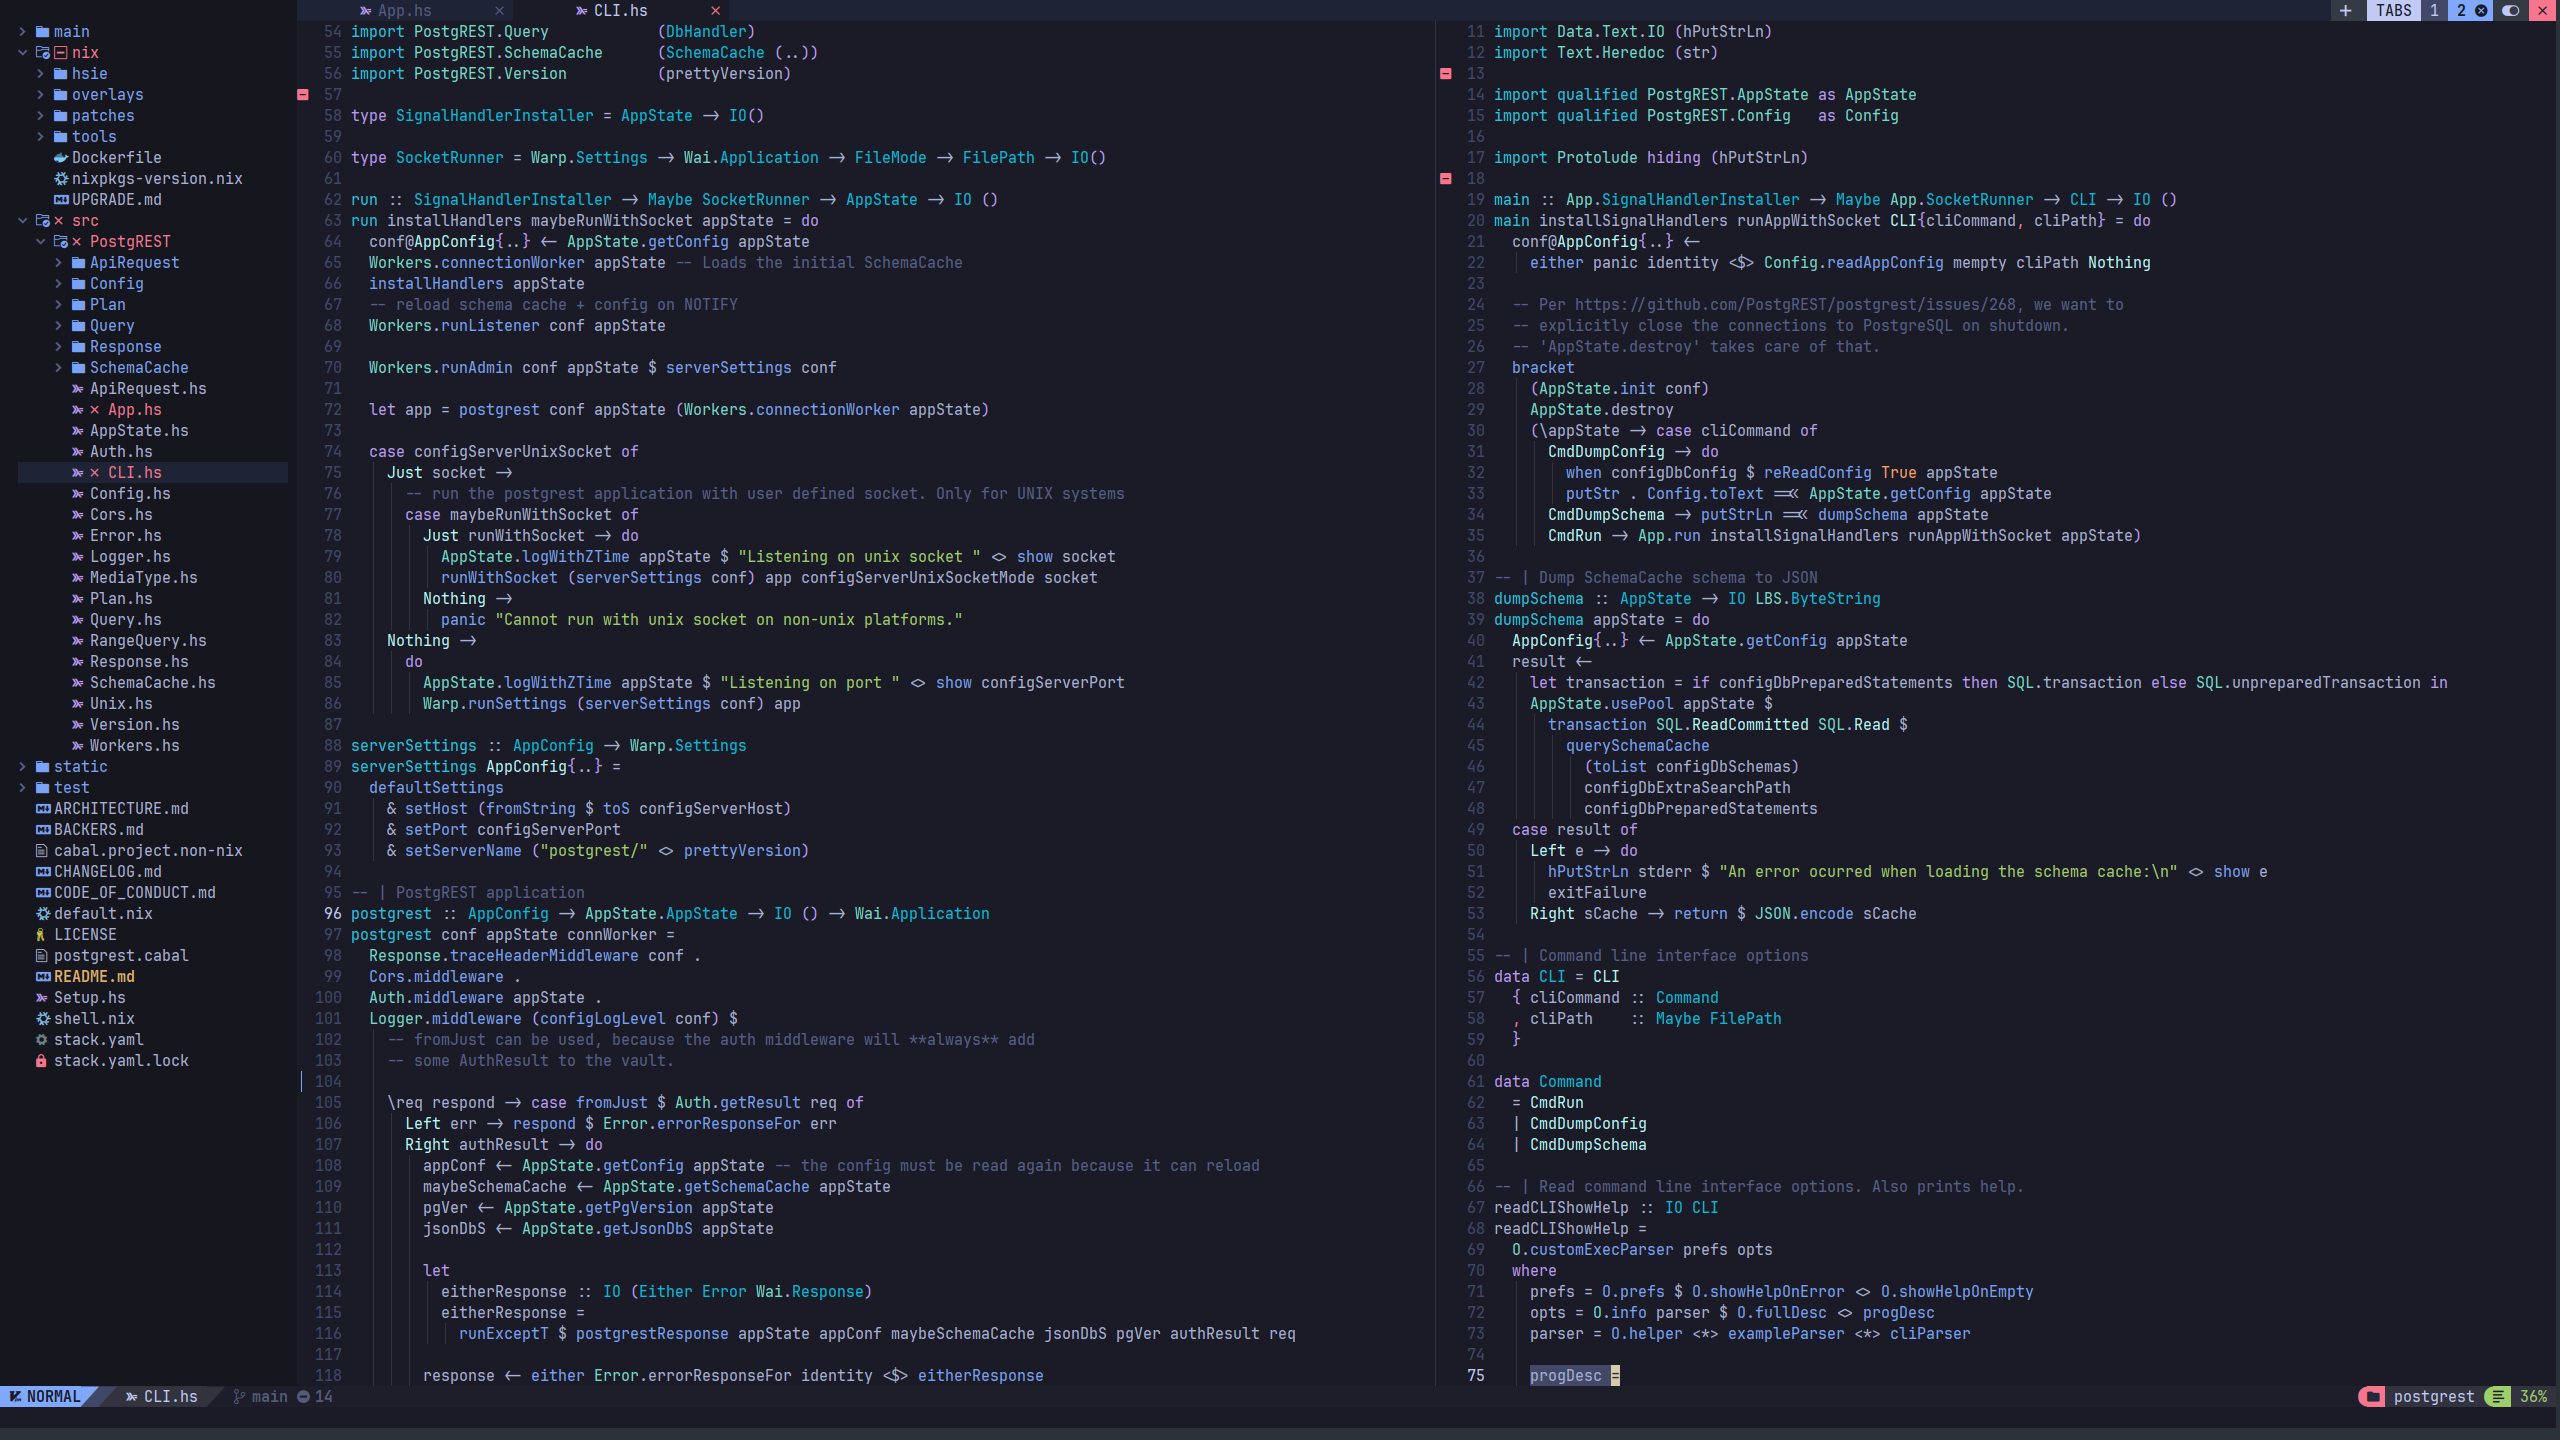 App.hs
CLI.hs
TABS 1 2
main
nix
hsie
overlays
patches
tools
Dockerfile
nixpkgs-version.nix
UPGRADE.md
src
PostgREST
ApiRequest
Config
Plan
Query
Response
SchemaCache
ApiRequest.hs
App.hs
AppState.hs
Auth.hs
CLI.hs
Config.hs
Cors.hs
Error.hs
Logger.hs
MediaType.hs
Plan.hs
Query.hs
RangeQuery.hs
Response.hs
SchemaCache.hs
Unix.hs
Version.hs
Workers.hs
static
test
ARCHITECTURE.md
BACKERS.md
cabal.project.non-nix
CHANGELOG.md
CODE_OF_CONDUCT.md
default.nix
LICENSE
postgrest.cabal
README.md
Setup.hs
shell.nix
stack.yaml
stack.yaml.lock
54 import PostgREST.Query            (DbHandler)
55 import PostgREST.SchemaCache      (SchemaCache (..))
56 import PostgREST.Version          (prettyVersion)
57
58 type SignalHandlerInstaller = AppState -> IO()
59
60 type SocketRunner = Warp.Settings -> Wai.Application -> FileMode -> FilePath -> IO()
61
62 run :: SignalHandlerInstaller -> Maybe SocketRunner -> AppState -> IO ()
63 run installHandlers maybeRunWithSocket appState = do
64   conf@AppConfig{..} <- AppState.getConfig appState
65   Workers.connectionWorker appState -- Loads the initial SchemaCache
66   installHandlers appState
67   -- reload schema cache + config on NOTIFY
68   Workers.runListener conf appState
69
70   Workers.runAdmin conf appState $ serverSettings conf
71
72   let app = postgrest conf appState (Workers.connectionWorker appState)
73
74   case configServerUnixSocket of
75     Just socket ->
76       -- run the postgrest application with user defined socket. Only for UNIX systems
77       case maybeRunWithSocket of
78         Just runWithSocket -> do
79           AppState.logWithZTime appState $ "Listening on unix socket " <> show socket
80           runWithSocket (serverSettings conf) app configServerUnixSocketMode socket
81         Nothing ->
82           panic "Cannot run with unix socket on non-unix platforms."
83     Nothing ->
84       do
85         AppState.logWithZTime appState $ "Listening on port " <> show configServerPort
86         Warp.runSettings (serverSettings conf) app
87
88 serverSettings :: AppConfig -> Warp.Settings
89 serverSettings AppConfig{..} =
90   defaultSettings
91     & setHost (fromString $ toS configServerHost)
92     & setPort configServerPort
93     & setServerName ("postgrest/" <> prettyVersion)
94
95 -- | PostgREST application
96 postgrest :: AppConfig -> AppState.AppState -> IO () -> Wai.Application
97 postgrest conf appState connWorker =
98   Response.traceHeaderMiddleware conf .
99   Cors.middleware .
100   Auth.middleware appState .
101   Logger.middleware (configLogLevel conf) $
102     -- fromJust can be used, because the auth middleware will **always** add
103     -- some AuthResult to the vault.
104
105     \req respond -> case fromJust $ Auth.getResult req of
106       Left err -> respond $ Error.errorResponseFor err
107       Right authResult -> do
108         appConf <- AppState.getConfig appState -- the config must be read again because it can reload
109         maybeSchemaCache <- AppState.getSchemaCache appState
110         pgVer <- AppState.getPgVersion appState
111         jsonDbS <- AppState.getJsonDbS appState
112
113         let
114           eitherResponse :: IO (Either Error Wai.Response)
115           eitherResponse =
116             runExceptT $ postgrestResponse appState appConf maybeSchemaCache jsonDbS pgVer authResult req
117
118         response <- either Error.errorResponseFor identity <$> eitherResponse
11 import Data.Text.IO (hPutStrLn)
12 import Text.Heredoc (str)
13
14 import qualified PostgREST.AppState as AppState
15 import qualified PostgREST.Config   as Config
16
17 import Protolude hiding (hPutStrLn)
18
19 main :: App.SignalHandlerInstaller -> Maybe App.SocketRunner -> CLI -> IO ()
20 main installSignalHandlers runAppWithSocket CLI{cliCommand, cliPath} = do
21   conf@AppConfig{..} <-
22     either panic identity <$> Config.readAppConfig mempty cliPath Nothing
23
24   -- Per https://github.com/PostgREST/postgrest/issues/268, we want to
25   -- explicitly close the connections to PostgreSQL on shutdown.
26   -- 'AppState.destroy' takes care of that.
27   bracket
28     (AppState.init conf)
29     AppState.destroy
30     (\appState -> case cliCommand of
31       CmdDumpConfig -> do
32         when configDbConfig $ reReadConfig True appState
33         putStr . Config.toText =<< AppState.getConfig appState
34       CmdDumpSchema -> putStrLn =<< dumpSchema appState
35       CmdRun -> App.run installSignalHandlers runAppWithSocket appState)
36
37 -- | Dump SchemaCache schema to JSON
38 dumpSchema :: AppState -> IO LBS.ByteString
39 dumpSchema appState = do
40   AppConfig{..} <- AppState.getConfig appState
41   result <-
42     let transaction = if configDbPreparedStatements then SQL.transaction else SQL.unpreparedTransaction in
43     AppState.usePool appState $
44       transaction SQL.ReadCommitted SQL.Read $
45         querySchemaCache
46           (toList configDbSchemas)
47           configDbExtraSearchPath
48           configDbPreparedStatements
49   case result of
50     Left e -> do
51       hPutStrLn stderr $ "An error ocurred when loading the schema cache:\n" <> show e
52       exitFailure
53     Right sCache -> return $ JSON.encode sCache
54
55 -- | Command line interface options
56 data CLI = CLI
57   { cliCommand :: Command
58   , cliPath    :: Maybe FilePath
59   }
60
61 data Command
62   = CmdRun
63   | CmdDumpConfig
64   | CmdDumpSchema
65
66 -- | Read command line interface options. Also prints help.
67 readCLIShowHelp :: IO CLI
68 readCLIShowHelp =
69   O.customExecParser prefs opts
70   where
71     prefs = O.prefs $ O.showHelpOnError <> O.showHelpOnEmpty
72     opts = O.info parser $ O.fullDesc <> progDesc
73     parser = O.helper <*> exampleParser <*> cliParser
74
75     progDesc =
NORMAL CLI.hs main 14 postgrest 36%